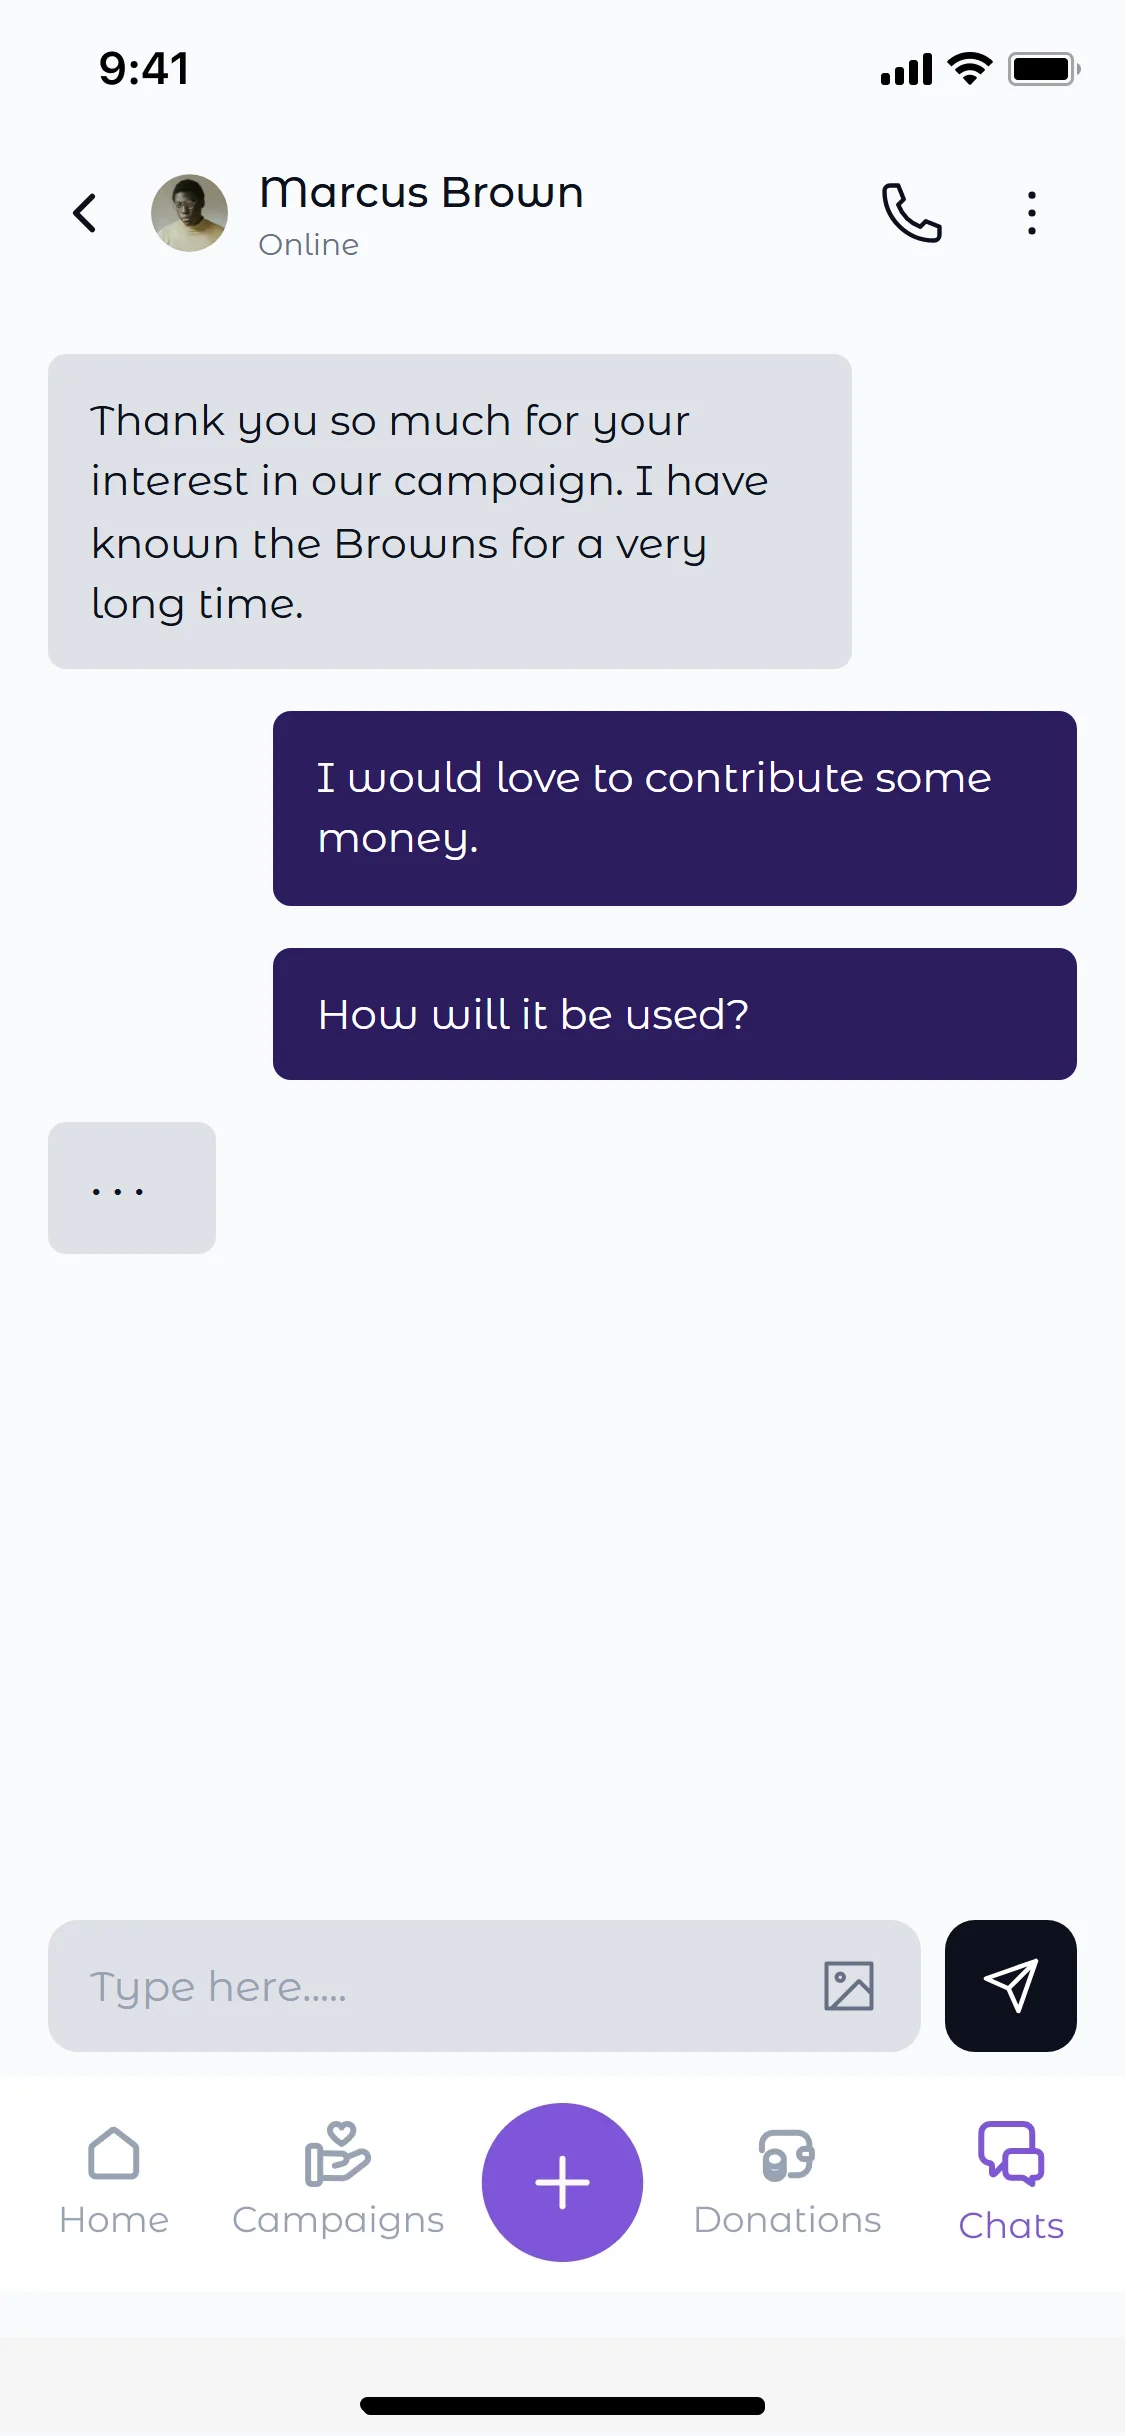 9:41
Marcus Brown
Online
Thank you so much for your
interest in our campaign. I have
known the Browns for a very
long time.
I would love to contribute some
money.
How will it be used?
...
Type here.....
Home
Campaigns
Donations
Chats